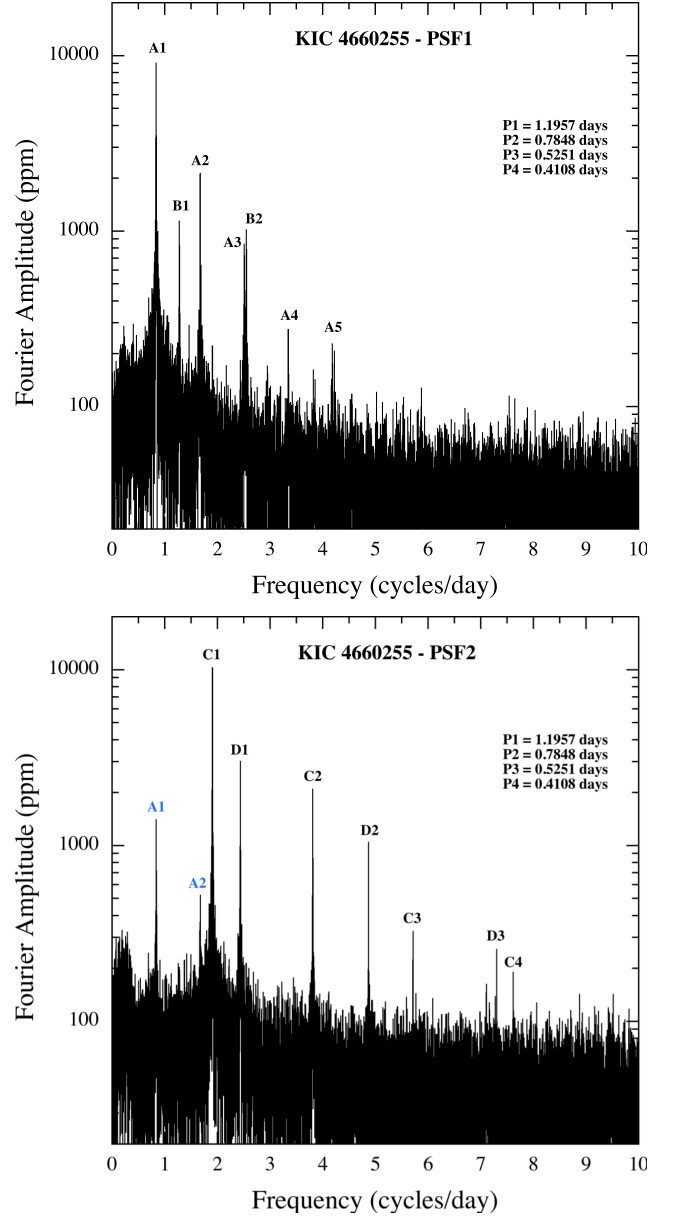 KIC 4660255 - PSF1
P1 = 1.1957 days
P2 = 0.7848 days
P3 = 0.5251 days
P4 = 0.4108 days
A1
A2
B1
B2
A3
A4
A5
10000
1000
100
Fourier Amplitude (ppm)
0 1 2 3 4 5 6 7 8 9 10
Frequency (cycles/day)
KIC 4660255 - PSF2
P1 = 1.1957 days
P2 = 0.7848 days
P3 = 0.5251 days
P4 = 0.4108 days
C1
D1
C2
A1
D2
A2
C3
D3
C4
10000
1000
100
Fourier Amplitude (ppm)
0 1 2 3 4 5 6 7 8 9 10
Frequency (cycles/day)